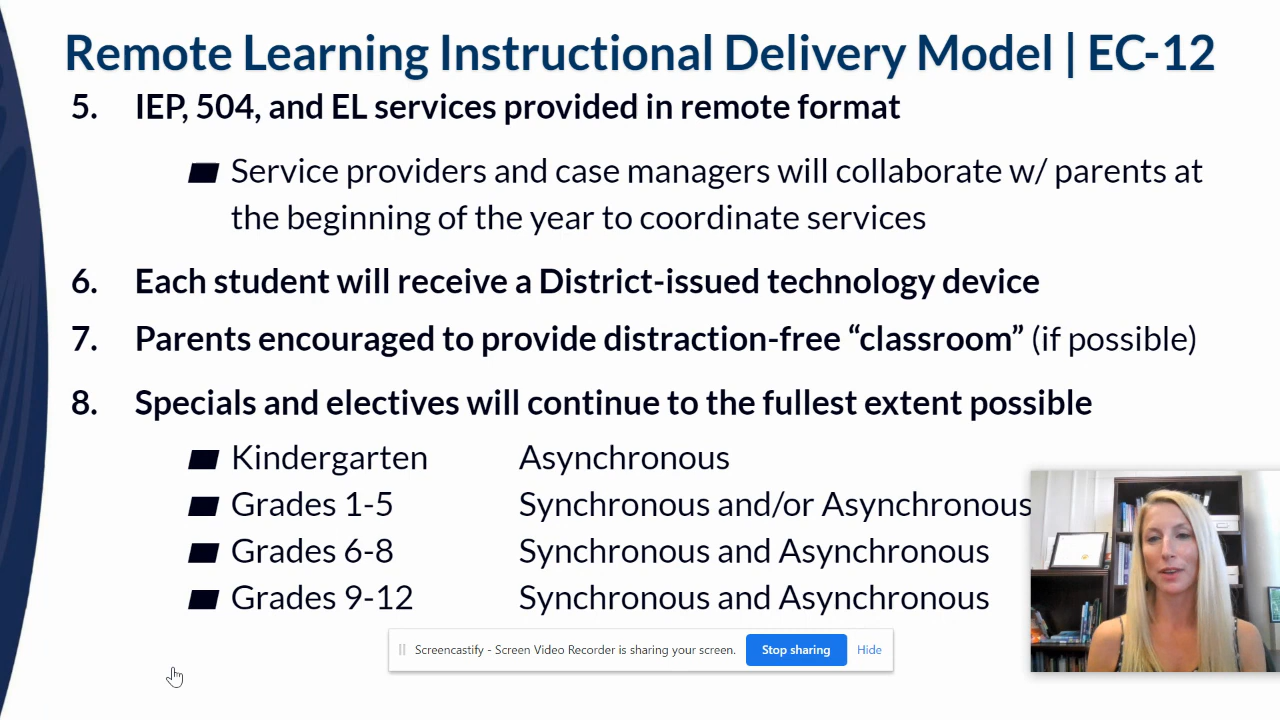 Remote Learning Instructional Delivery Model | EC-12
5. IEP, 504, and EL services provided in remote format
Service providers and case managers will collaborate w/ parents at
the beginning of the year to coordinate services
6. Each student will receive a District-issued technology device
7. Parents encouraged to provide distraction-free “classroom” (if possible)
8. Specials and electives will continue to the fullest extent possible
Kindergarten Asynchronous
Grades 1-5 Synchronous and/or Asynchronous
Grades 6-8 Synchronous and Asynchronous
Grades 9-12 Synchronous and Asynchronous
Screencastify - Screen Video Recorder is sharing your screen. Stop sharing Hide